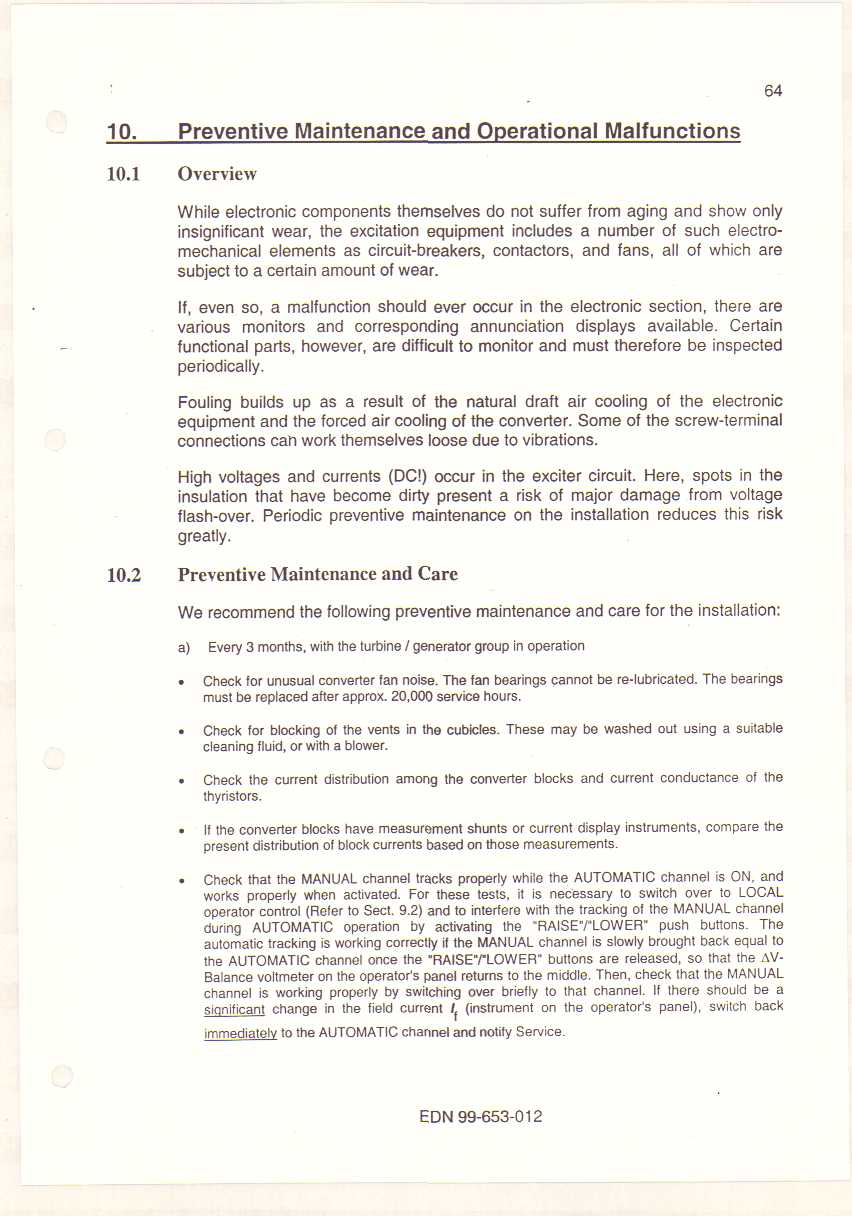 64
10. Preventive Maintenance and Operational Malfunctions
10.1 Overview
While electronic components themselves do not suffer from aging and show only
insignificant wear, the excitation equipment includes a number of such electro-
mechanical elements as circuit-breakers, contactors, and fans, all of which are
subject to a certain amount of wear.
If, even so, a malfunction should ever occur in the electronic section, there are
various monitors and corresponding annunciation displays available. Certain
functional parts, however, are difficult to monitor and must therefore be inspected
periodically.
Fouling builds up as a result of the natural draft air cooling of the electronic
equipment and the forced air cooling of the converter. Some of the screw-terminal
connections can work themselves loose due to vibrations.
High voltages and currents (DC!) occur in the exciter circuit. Here, spots in the
insulation that have become dirty present a risk of major damage from voltage
flash-over. Periodic preventive maintenance on the installation reduces this risk
greatly.
10.2 Preventive Maintenance and Care
We recommend the following preventive maintenance and care for the installation:
a) Every 3 months, with the turbine / generator group in operation
• Check for unusual converter fan noise. The fan bearings cannot be re-lubricated. The bearings
must be replaced after approx. 20,000 service hours.
• Check for blocking of the vents in the cubicles. These may be washed out using a suitable
cleaning fluid, or with a blower.
• Check the current distribution among the converter blocks and current conductance of the
thyristors.
• If the converter blocks have measurement shunts or current display instruments, compare the
present distribution of block currents based on those measurements.
• Check that the MANUAL channel tracks properly while the AUTOMATIC channel is ON, and
works properly when activated. For these tests, it is necessary to switch over to LOCAL
operator control (Refer to Sect. 9.2) and to interfere with the tracking of the MANUAL channel
during AUTOMATIC operation by activating the "RAISE"/"LOWER" push buttons. The
automatic tracking is working correctly if the MANUAL channel is slowly brought back equal to
the AUTOMATIC channel once the "RAISE"/"LOWER" buttons are released, so that the ΔV-
Balance voltmeter on the operator's panel returns to the middle. Then, check that the MANUAL
channel is working properly by switching over briefly to that channel. If there should be a
significant change in the field current If (instrument on the operator's panel), switch back
immediately to the AUTOMATIC channel and notify Service.
EDN 99-653-012